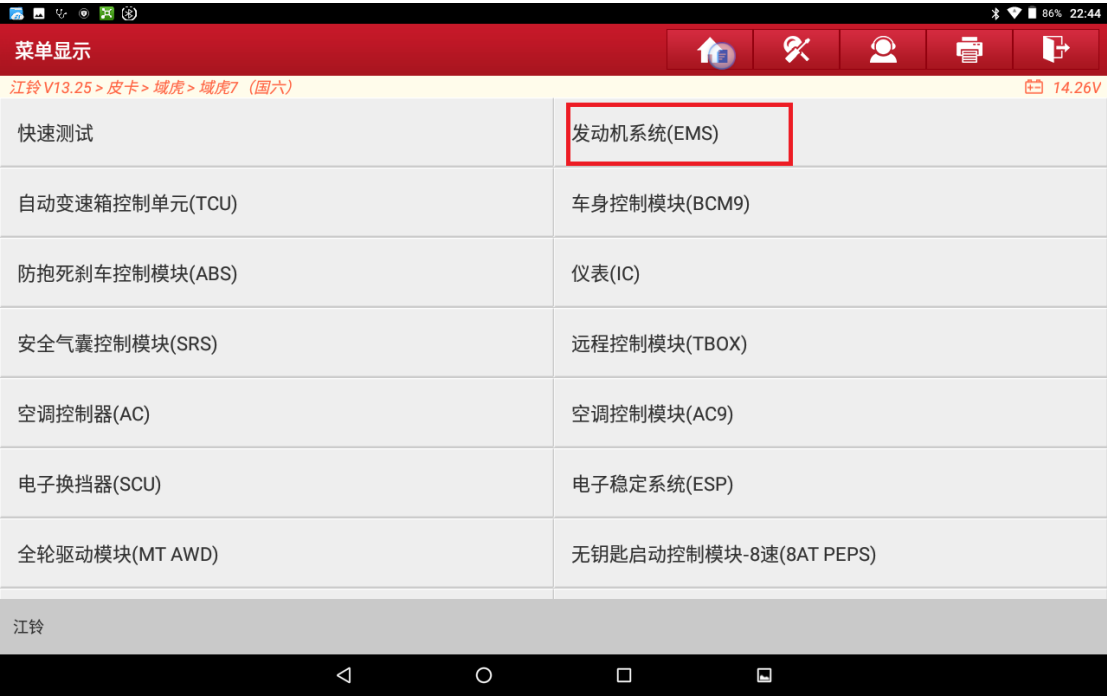 86% 22:44
菜单显示
江铃 V13.25 > 皮卡 > 域虎 > 域虎7（国六） 14.26V
快速测试 发动机系统(EMS)
自动变速箱控制单元(TCU) 车身控制模块(BCM9)
防抱死刹车控制模块(ABS) 仪表(IC)
安全气囊控制模块(SRS) 远程控制模块(TBOX)
空调控制器(AC) 空调控制模块(AC9)
电子换挡器(SCU) 电子稳定系统(ESP)
全轮驱动模块(MT AWD) 无钥匙启动控制模块-8速(8AT PEPS)
江铃